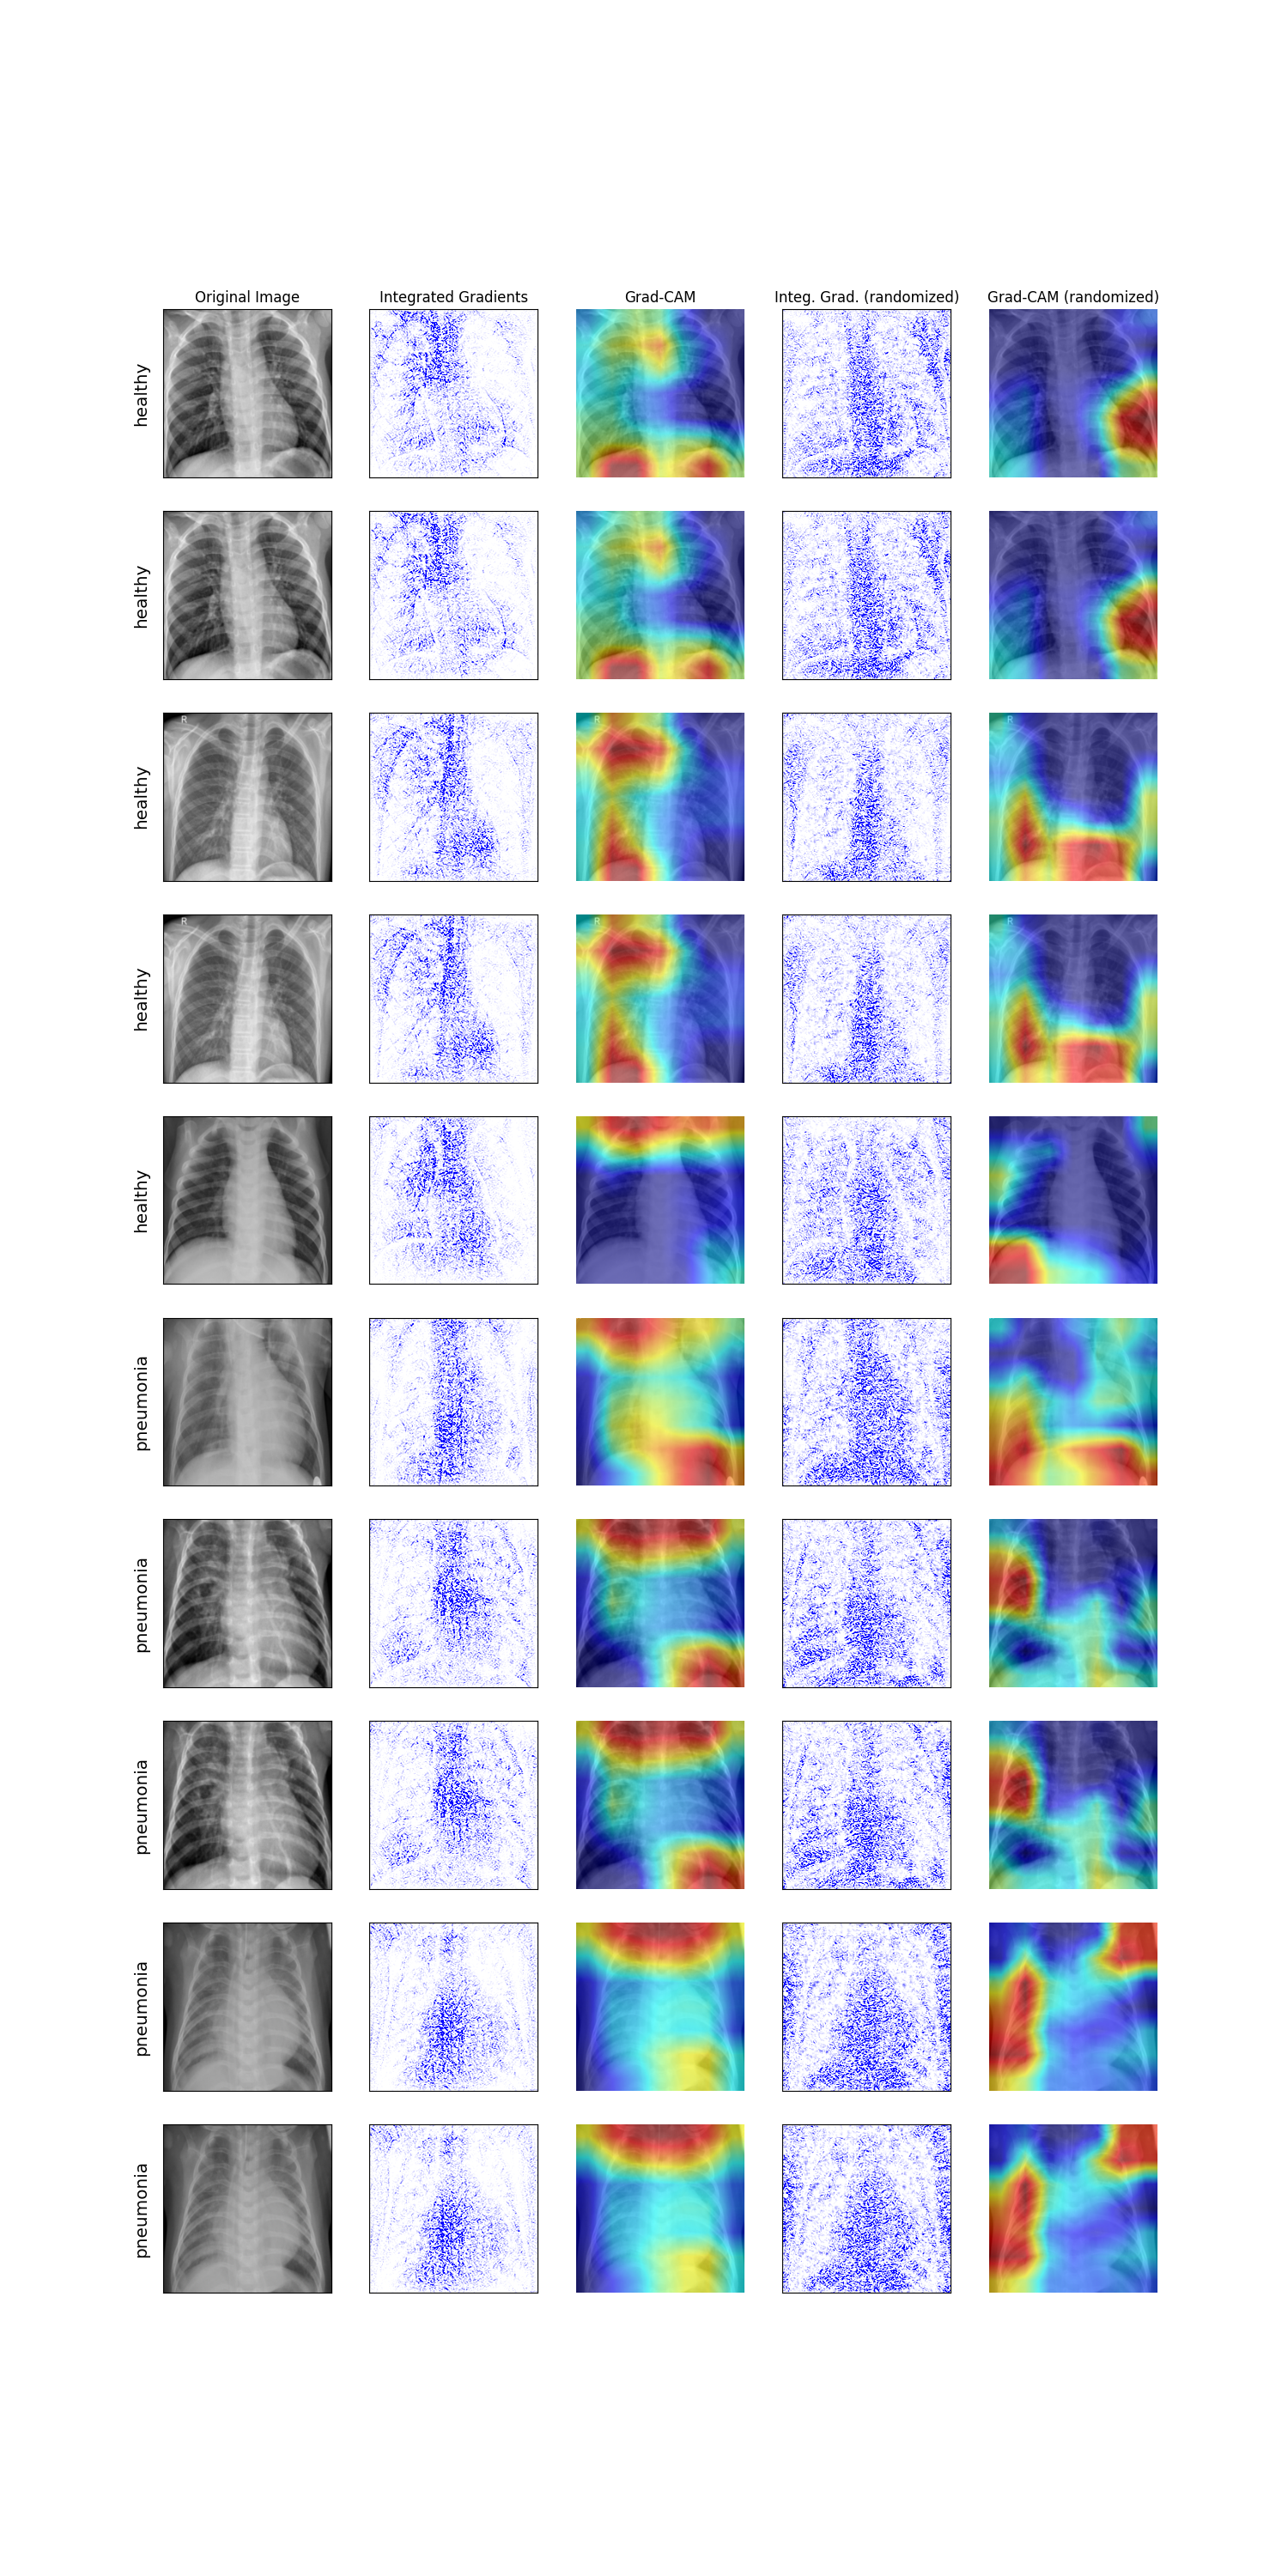 Original Image Integrated Gradients Grad-CAM Integ. Grad. (randomized) Grad-CAM (randomized)
healthy
healthy
R R R
healthy
R R R
healthy
healthy
pneumonia
pneumonia
pneumonia
pneumonia
pneumonia